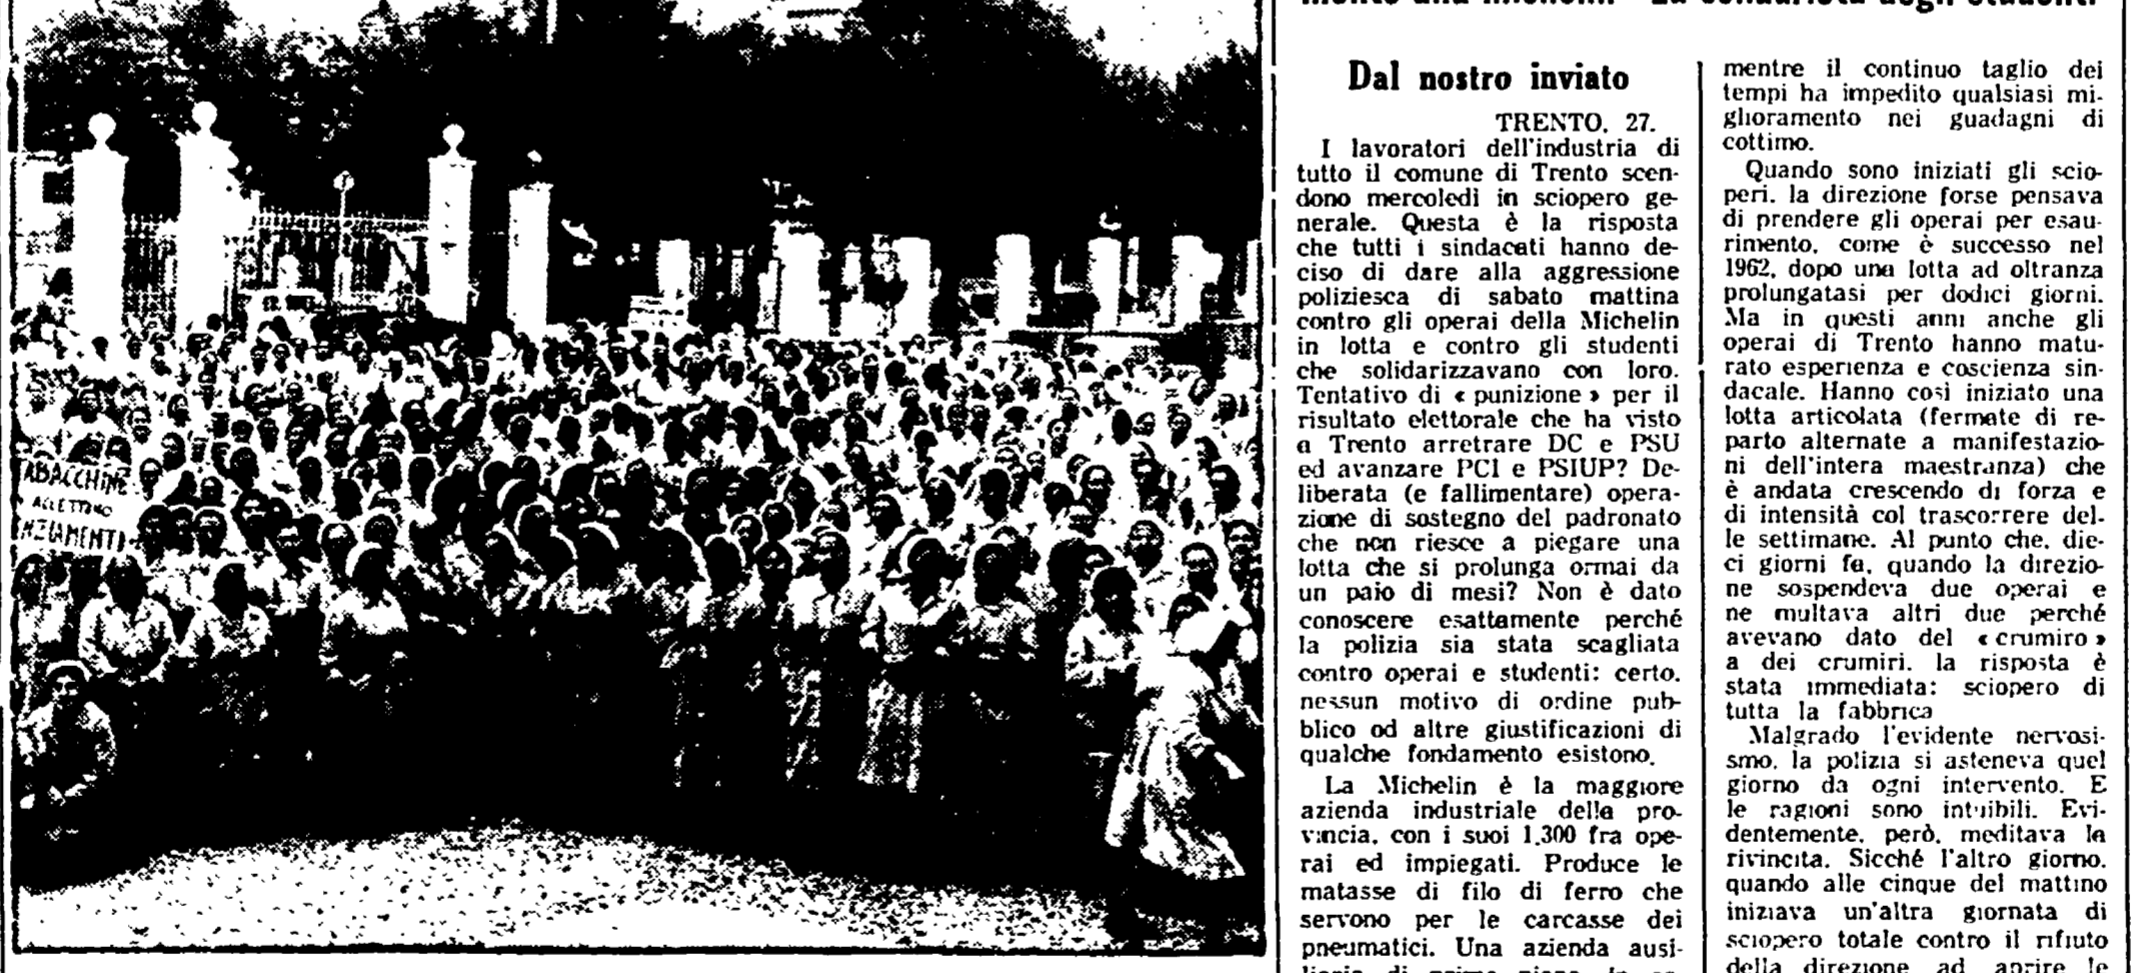 TABACCHINE
Dal nostro inviato
TRENTO, 27.
I lavoratori dell'industria di
tutto il comune di Trento scen-
dono mercoledì in sciopero ge-
nerale. Questa è la risposta
che tutti i sindacati hanno de-
ciso di dare alla aggressione
poliziesca di sabato mattina
contro gli operai della Michelin
in lotta e contro gli studenti
che solidarizzavano con loro.
Tentativo di « punizione » per il
risultato elettorale che ha visto
a Trento arretrare DC e PSU
ed avanzare PCI e PSIUP? De-
liberata (e fallimentare) opera-
zione di sostegno del padronato
che non riesce a piegare una
lotta che si prolunga ormai da
un paio di mesi? Non è dato
conoscere esattamente perché
la polizia sia stata scagliata
contro operai e studenti: certo,
nessun motivo di ordine pub-
blico od altre giustificazioni di
qualche fondamento esistono.
La Michelin è la maggiore
azienda industriale della pro-
vincia, con i suoi 1.300 fra ope-
rai ed impiegati. Produce le
matasse di filo di ferro che
servono per le carcasse dei
pneumatici. Una azienda ausi-
mentre il continuo taglio dei
tempi ha impedito qualsiasi mi-
glioramento nei guadagni di
cottimo.
Quando sono iniziati gli scio-
peri, la direzione forse pensava
di prendere gli operai per esau-
rimento, come è successo nel
1962, dopo una lotta ad oltranza
prolungatasi per dodici giorni.
Ma in questi anni anche gli
operai di Trento hanno matu-
rato esperienza e coscienza sin-
dacale. Hanno così iniziato una
lotta articolata (fermate di re-
parto alternate a manifestazio-
ni dell'intera maestranza) che
è andata crescendo di forza e
di intensità col trascorrere del-
le settimane. Al punto che, die-
ci giorni fa, quando la direzio-
ne sospendeva due operai e
ne multava altri due perché
avevano dato del « crumiro »
a dei crumiri, la risposta è
stata immediata: sciopero di
tutta la fabbrica
Malgrado l'evidente nervosi-
smo, la polizia si asteneva quel
giorno da ogni intervento. E
le ragioni sono intuibili. Evi-
dentemente, però, meditava la
rivincita. Sicché l'altro giorno,
quando alle cinque del mattino
iniziava un'altra giornata di
sciopero totale contro il rifiuto
della direzione ad aprire le